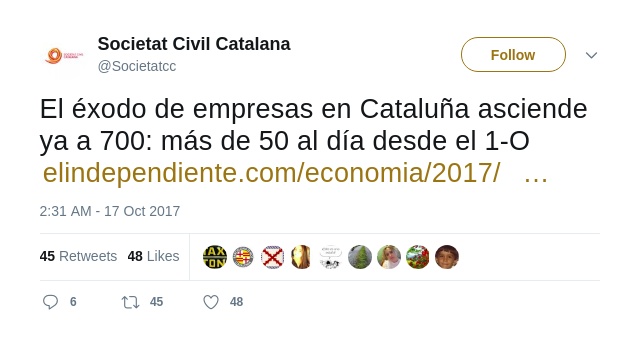 Societat Civil Catalana
@Societatcc
Follow
El éxodo de empresas en Cataluña asciende
ya a 700: más de 50 al día desde el 1-O
elindependiente.com/economia/2017/ …
2:31 AM - 17 Oct 2017
45 Retweets 48 Likes
6 45 48